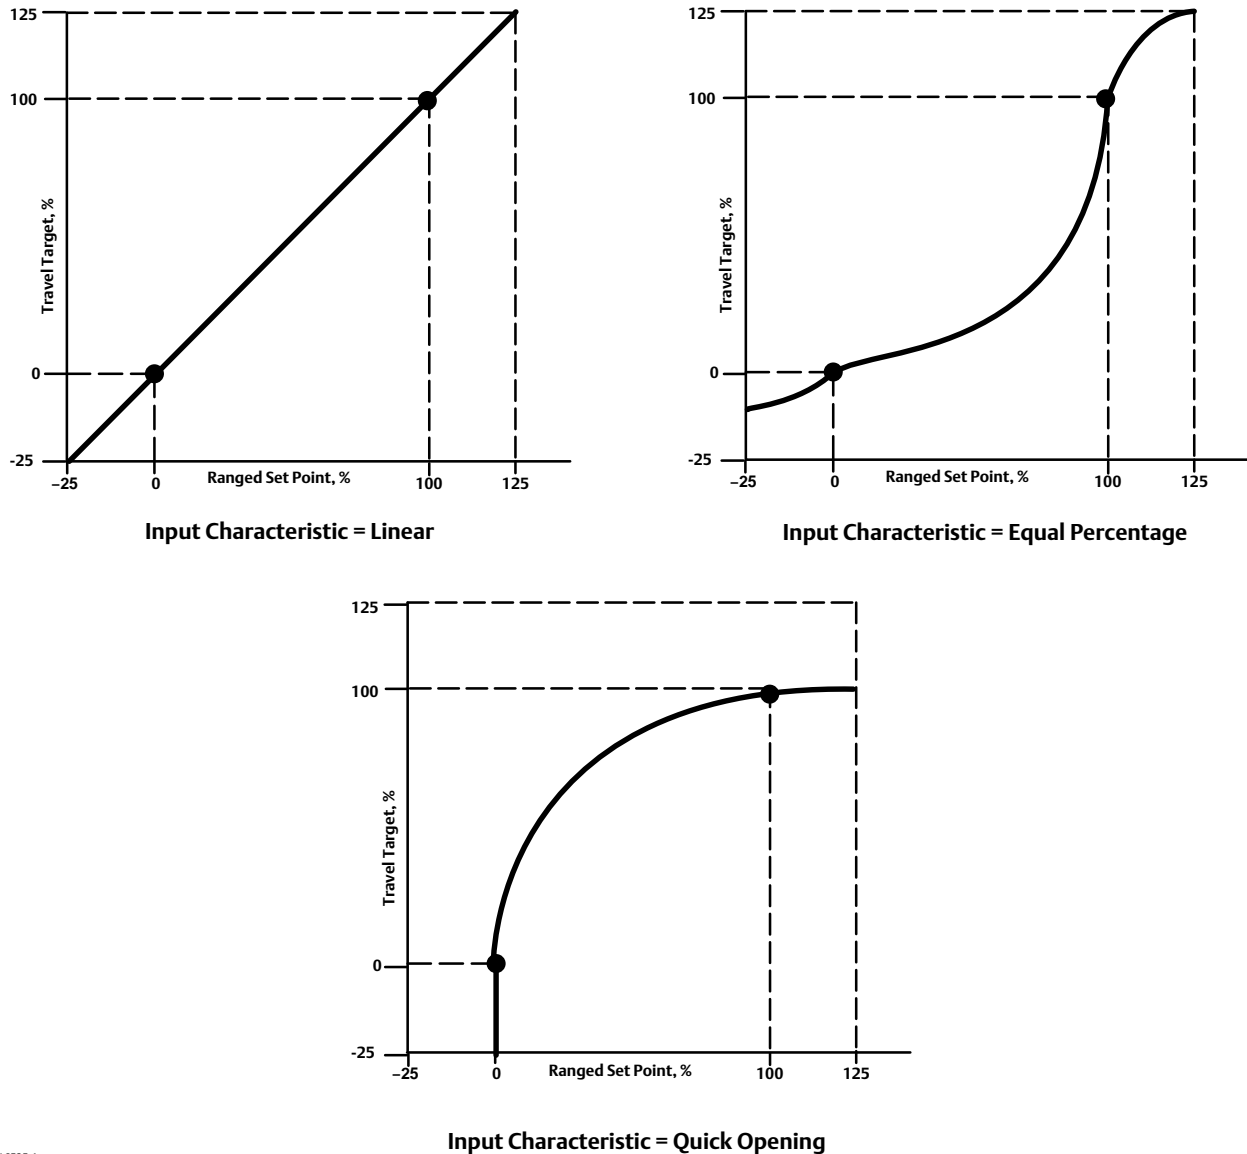 125
100
Travel Target, %
0
-25
−25
0
Ranged Set Point, %
100
125
Input Characteristic = Linear
125
100
Travel Target, %
0
-25
−25
0
Ranged Set Point, %
100
125
Input Characteristic = Equal Percentage
125
100
Travel Target, %
0
-25
−25
0
Ranged Set Point, %
100
125
Input Characteristic = Quick Opening